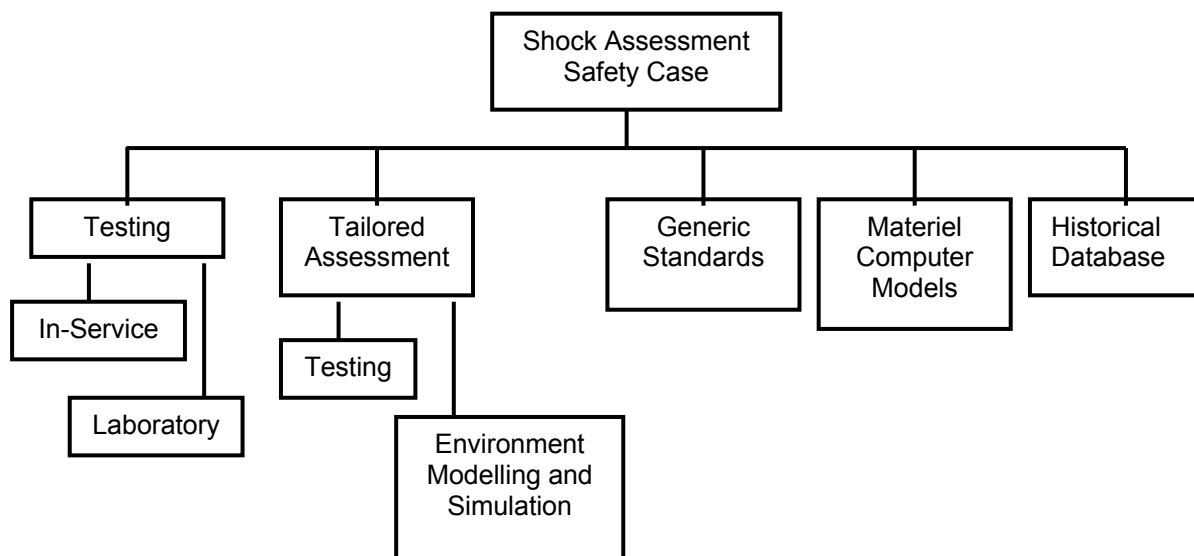 Shock Assessment
Safety Case
Testing
Tailored
Assessment
Generic
Standards
Materiel
Computer
Models
Historical
Database
In-Service
Testing
Laboratory
Environment
Modelling and
Simulation